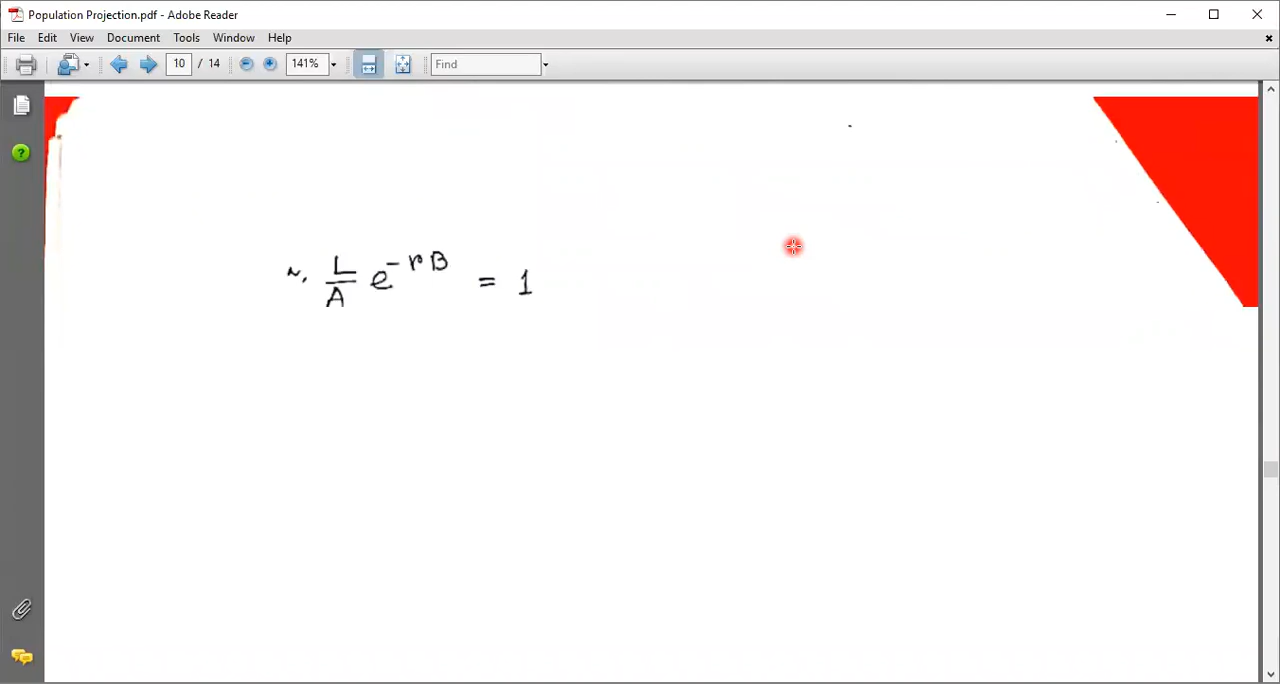 Population Projection.pdf - Adobe Reader
File Edit View Document Tools Window Help
10 / 14 141% Find
L/A e^{-rB} = 1